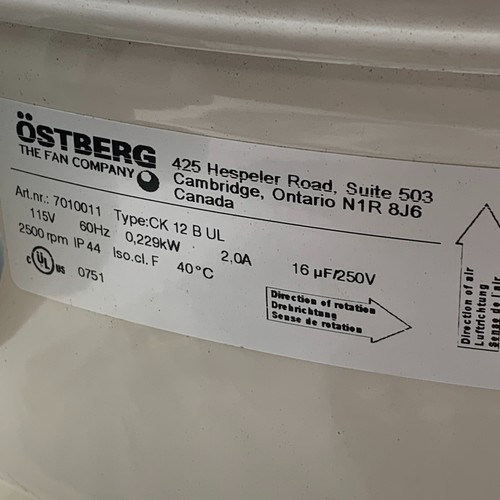 ÖSTBERG
THE FAN COMPANY
425 Hespeler Road, Suite 503
Cambridge, Ontario N1R 8J6
Canada
Art.nr.: 7010011 Type:CK 12 B UL
115V 60Hz 0,229kW 2,0A 16 µF/250V
2500 rpm IP 44 Iso.cl. F 40°C
c UL us 0751
Direction of rotation
Drehrichtung
Sense de rotation
Direction of air
Luftrichtung
Sense de l'air